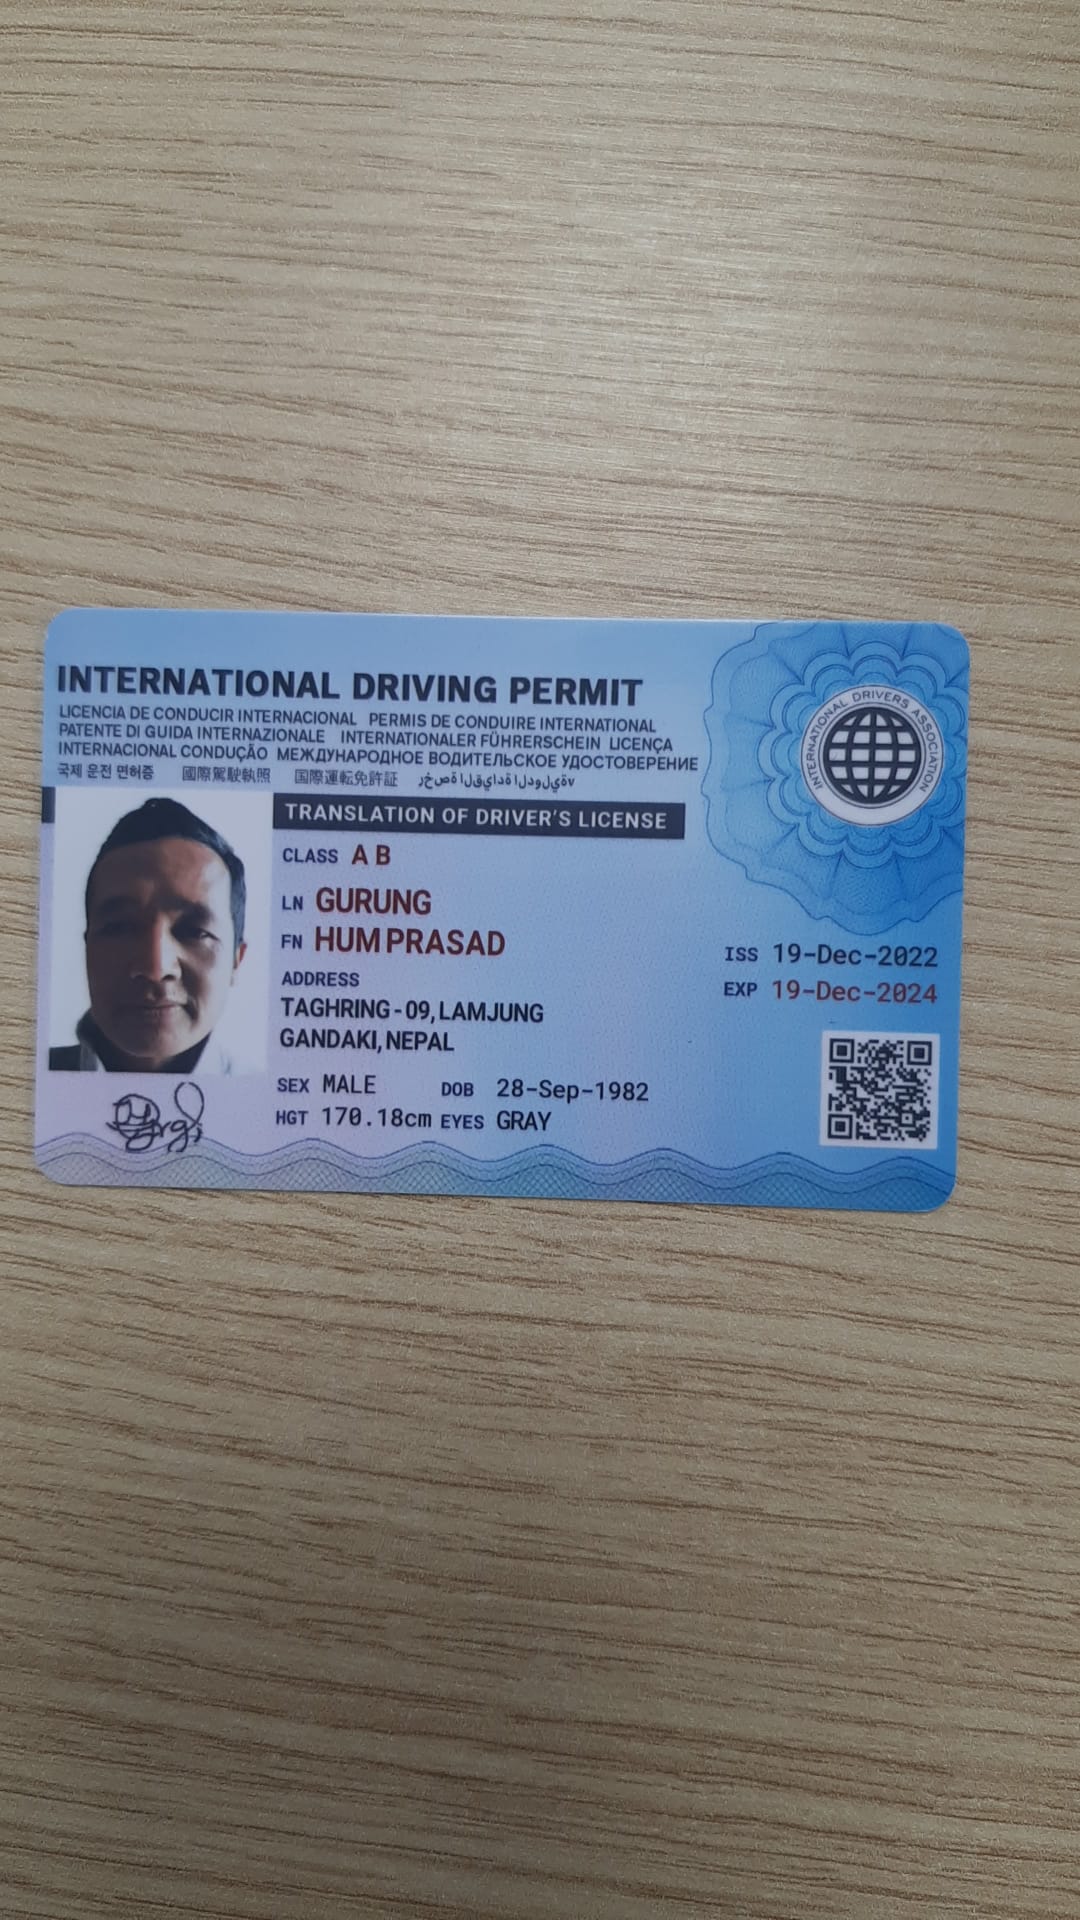 INTERNATIONAL DRIVING PERMIT
LICENCIA DE CONDUCIR INTERNACIONAL PERMIS DE CONDUIRE INTERNATIONAL
PATENTE DI GUIDA INTERNAZIONALE INTERNATIONALER FÜHRERSCHEIN LICENÇA
INTERNACIONAL CONDUÇÃO МЕЖДУНАРОДНОЕ ВОДИТЕЛЬСКОЕ УДОСТОВЕРЕНИЕ
국제 운전 면허증 國際駕駛執照 国際運転免許証
INTERNATIONAL DRIVERS ASSOCIATION
TRANSLATION OF DRIVER'S LICENSE
CLASS A B
LN GURUNG
FN HUM PRASAD
ADDRESS
TAGHRING - 09, LAMJUNG
GANDAKI, NEPAL
ISS 19-Dec-2022
EXP 19-Dec-2024
SEX MALE DOB 28-Sep-1982
HGT 170.18cm EYES GRAY